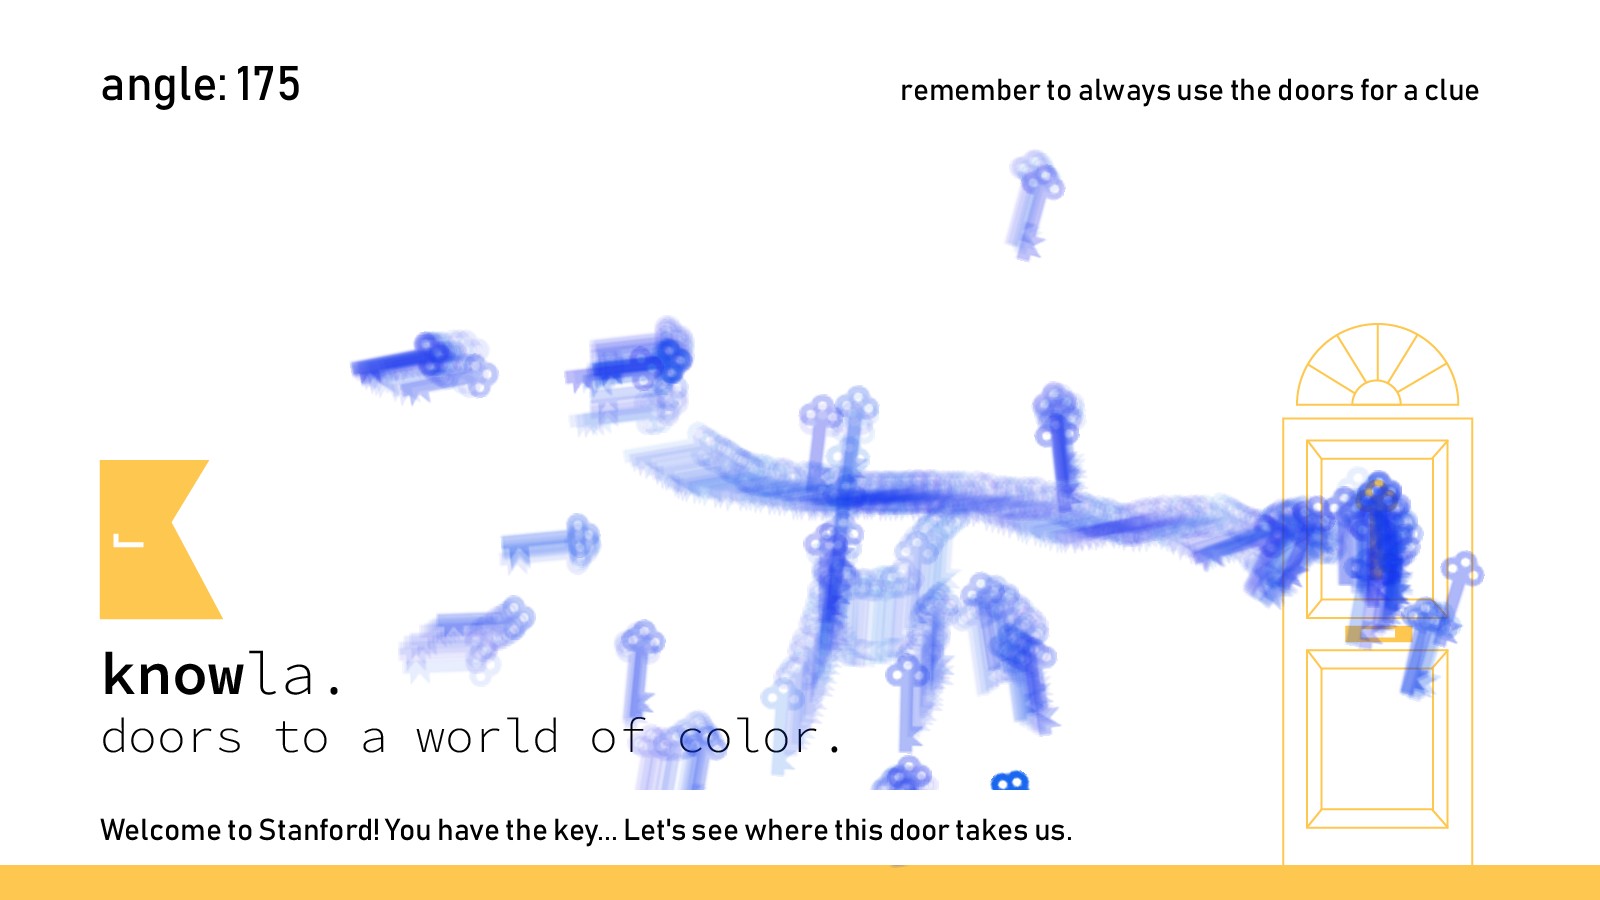 angle: 175
remember to always use the doors for a clue
knowla.
doors to a world of color.
Welcome to Stanford! You have the key... Let's see where this door takes us.